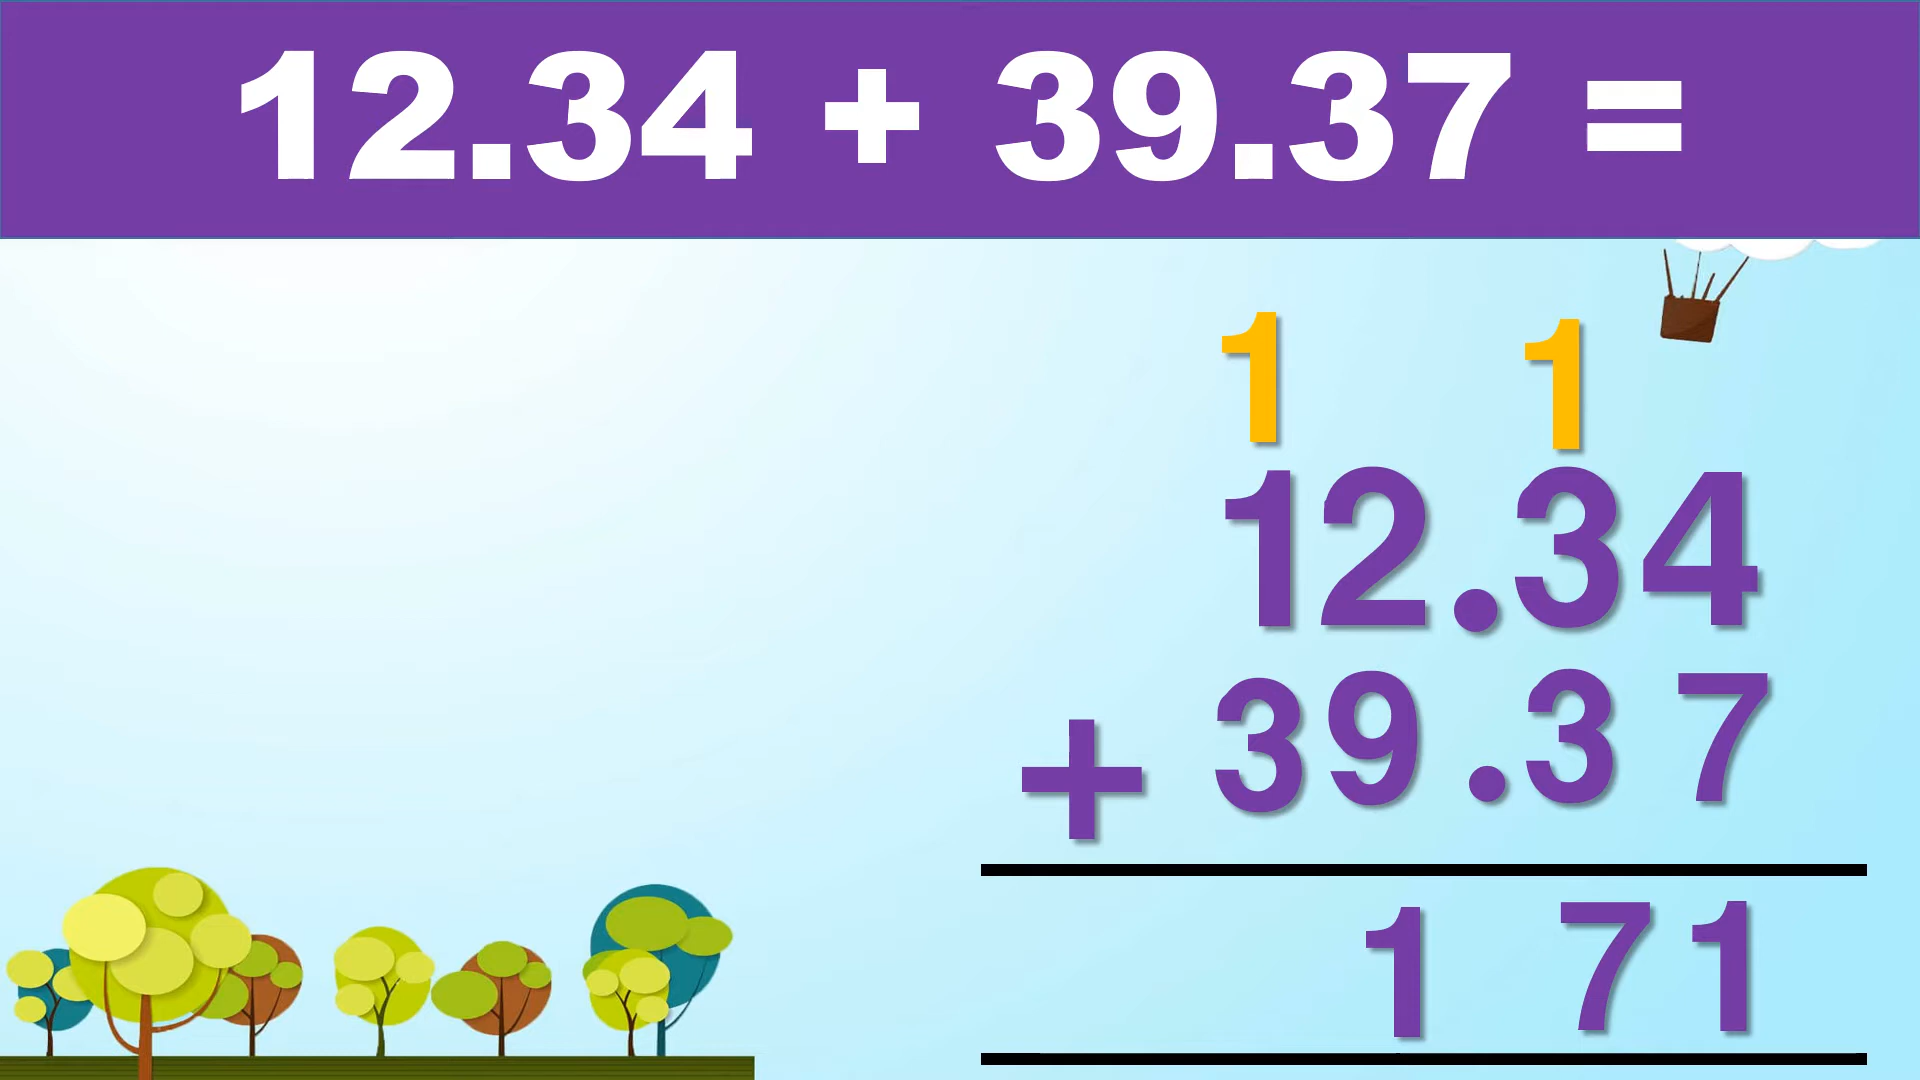 12.34 + 39.37 =
1 1
12.34
+ 39.37
1 71